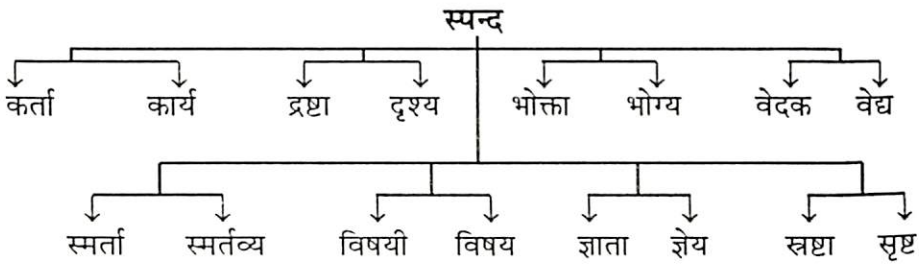 स्पन्द
कर्ता कार्य द्रष्टा दृश्य भोक्ता भोग्य वेदक वेद्य
स्मर्ता स्मर्तव्य विषयी विषय ज्ञाता ज्ञेय स्रष्टा सृष्ट